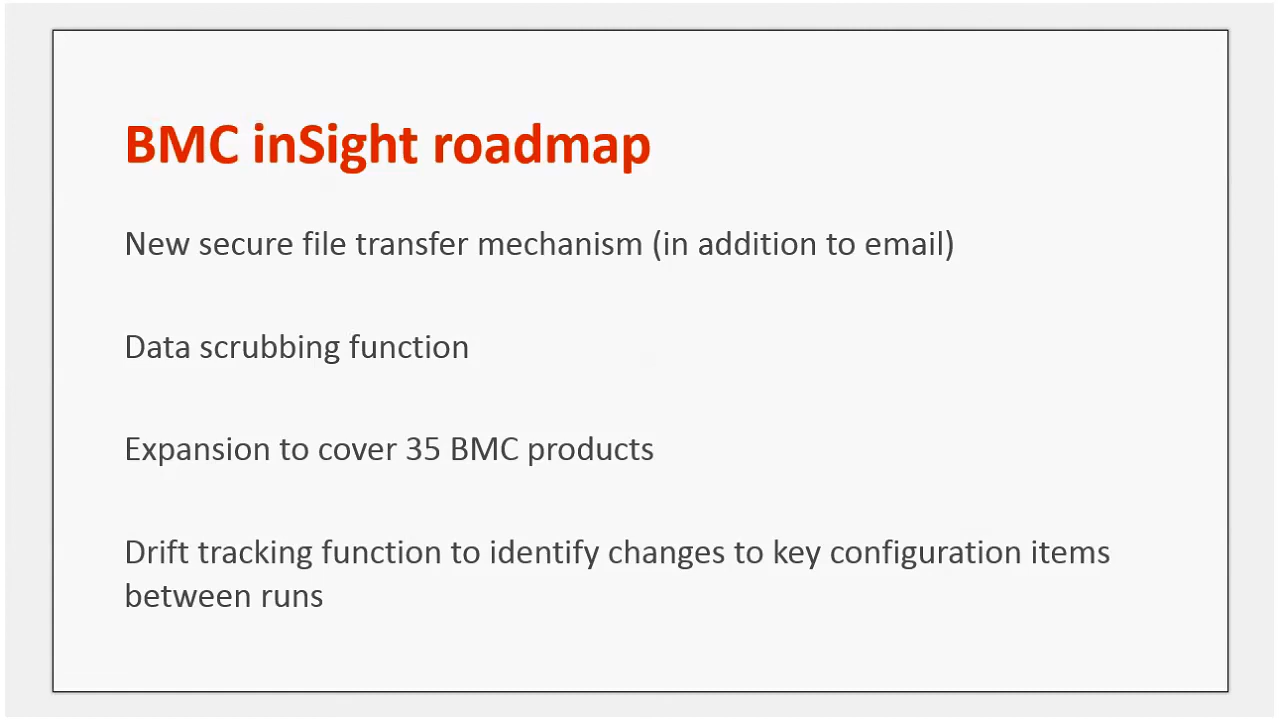 BMC inSight roadmap
New secure file transfer mechanism (in addition to email)
Data scrubbing function
Expansion to cover 35 BMC products
Drift tracking function to identify changes to key configuration items
between runs